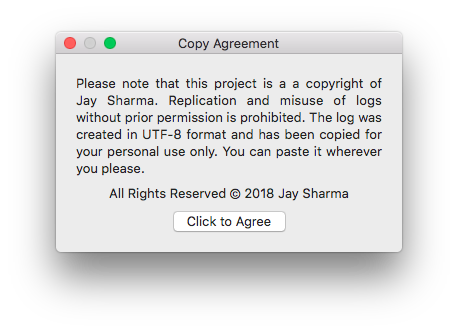 Copy Agreement
Please note that this project is a a copyright of
Jay Sharma. Replication and misuse of logs
without prior permission is prohibited. The log was
created in UTF-8 format and has been copied for
your personal use only. You can paste it wherever
you please.
All Rights Reserved © 2018 Jay Sharma
Click to Agree